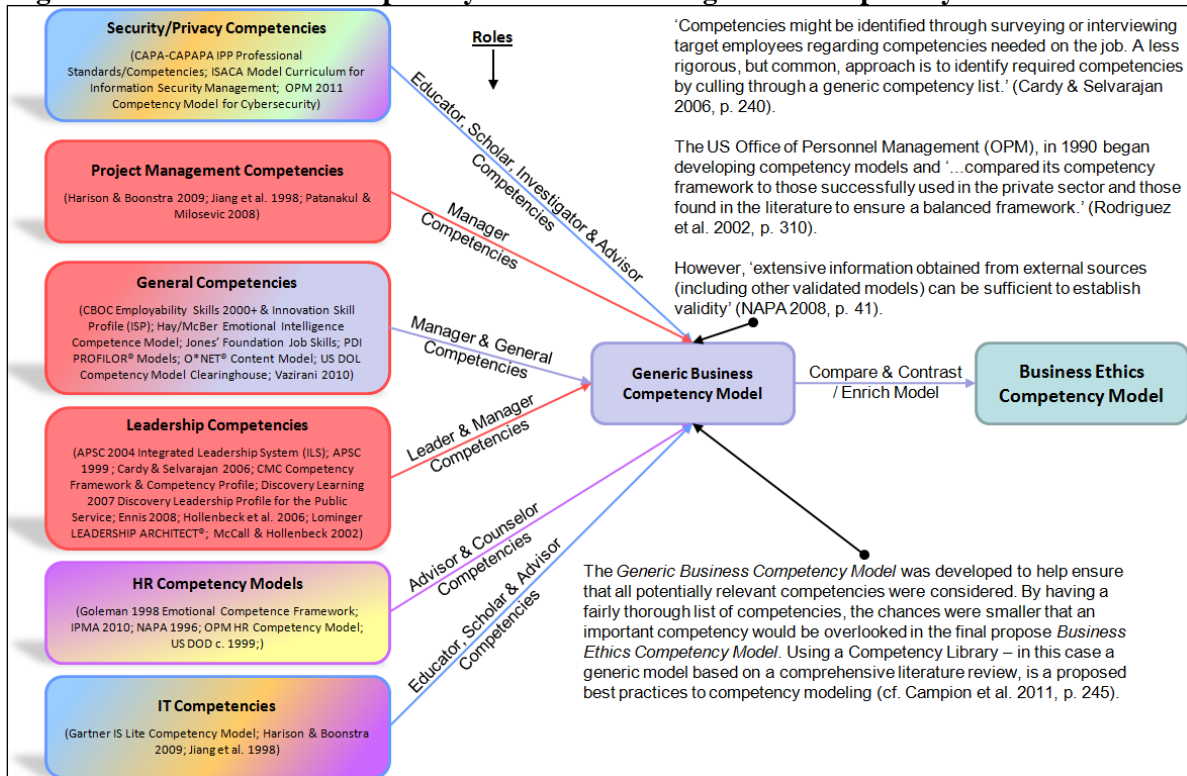 Security/Privacy Competencies
(CAPA-CAPAPA IPP Professional
Standards/Competencies; ISACA Model Curriculum for
Information Security Management; OPM 2011
Competency Model for Cybersecurity)
Project Management Competencies
(Harison & Boonstra 2009; Jiang et al. 1998; Patanakul &
Milosevic 2008)
General Competencies
(CBOC Employability Skills 2000+ & Innovation Skill
Profile (ISP); Hay/McBer Emotional Intelligence
Competence Model; Jones’ Foundation Job Skills; PDI
PROFILOR® Models; O*NET® Content Model; US DOL
Competency Model Clearinghouse; Vazirani 2010)
Leadership Competencies
(APSC 2004 Integrated Leadership System (ILS); APSC
1999 ; Cardy & Selvarajan 2006; CMC Competency
Framework & Competency Profile; Discovery Learning
2007 Discovery Leadership Profile for the Public
Service; Ennis 2008; Hollenbeck et al. 2006; Lominger
LEADERSHIP ARCHITECT®; McCall & Hollenbeck 2002)
HR Competency Models
(Goleman 1998 Emotional Competence Framework;
IPMA 2010; NAPA 1996; OPM HR Competency Model;
US DOD c. 1999;)
IT Competencies
(Gartner IS Lite Competency Model; Harison & Boonstra
2009; Jiang et al. 1998)
Roles
Educator, Scholar, Investigator & Advisor
Competencies
Manager
Competencies
Manager & General
Competencies
Leader & Manager
Competencies
Advisor & Counselor
Competencies
Educator, Scholar & Advisor
Competencies
‘Competencies might be identified through surveying or interviewing
target employees regarding competencies needed on the job. A less
rigorous, but common, approach is to identify required competencies
by culling through a generic competency list.’ (Cardy & Selvarajan
2006, p. 240).
The US Office of Personnel Management (OPM), in 1990 began
developing competency models and ‘...compared its competency
framework to those successfully used in the private sector and those
found in the literature to ensure a balanced framework.’ (Rodriguez
et al. 2002, p. 310).
However, ‘extensive information obtained from external sources
(including other validated models) can be sufficient to establish
validity’ (NAPA 2008, p. 41).
Generic Business
Competency Model
Compare & Contrast
/ Enrich Model
Business Ethics
Competency Model
The Generic Business Competency Model was developed to help ensure
that all potentially relevant competencies were considered. By having a
fairly thorough list of competencies, the chances were smaller that an
important competency would be overlooked in the final propose Business
Ethics Competency Model. Using a Competency Library – in this case a
generic model based on a comprehensive literature review, is a proposed
best practices to competency modeling (cf. Campion et al. 2011, p. 245).